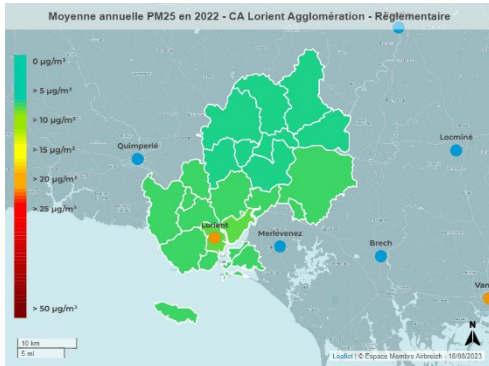 Moyenne annuelle PM25 en 2022 - CA Lorient Agglomération - Règlementaire
0 µg/m³
> 5 µg/m³
> 10 µg/m³
> 15 µg/m³
> 20 µg/m³
> 25 µg/m³
> 50 µg/m³
Quimperlé
Locminé
Lorient
Merlevenez
Brech
Van
10 km
5 mi
N
Leaflet | © Espace Membre Airbreizh - 18/08/2023